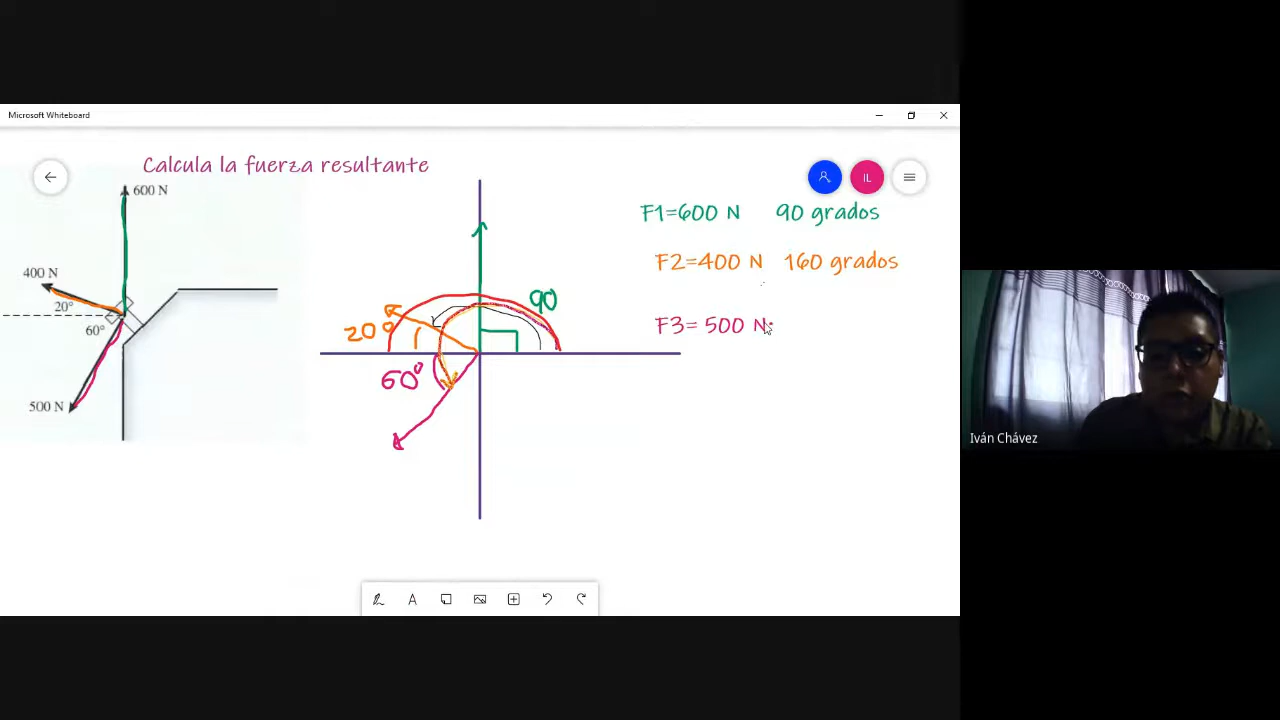 Microsoft Whiteboard
Calcula la fuerza resultante
IL
600 N
400 N
20°
60°
500 N
90
20°
60°
F1=600 N 90 grados
F2=400 N 160 grados
F3= 500 N
Iván Chávez
A